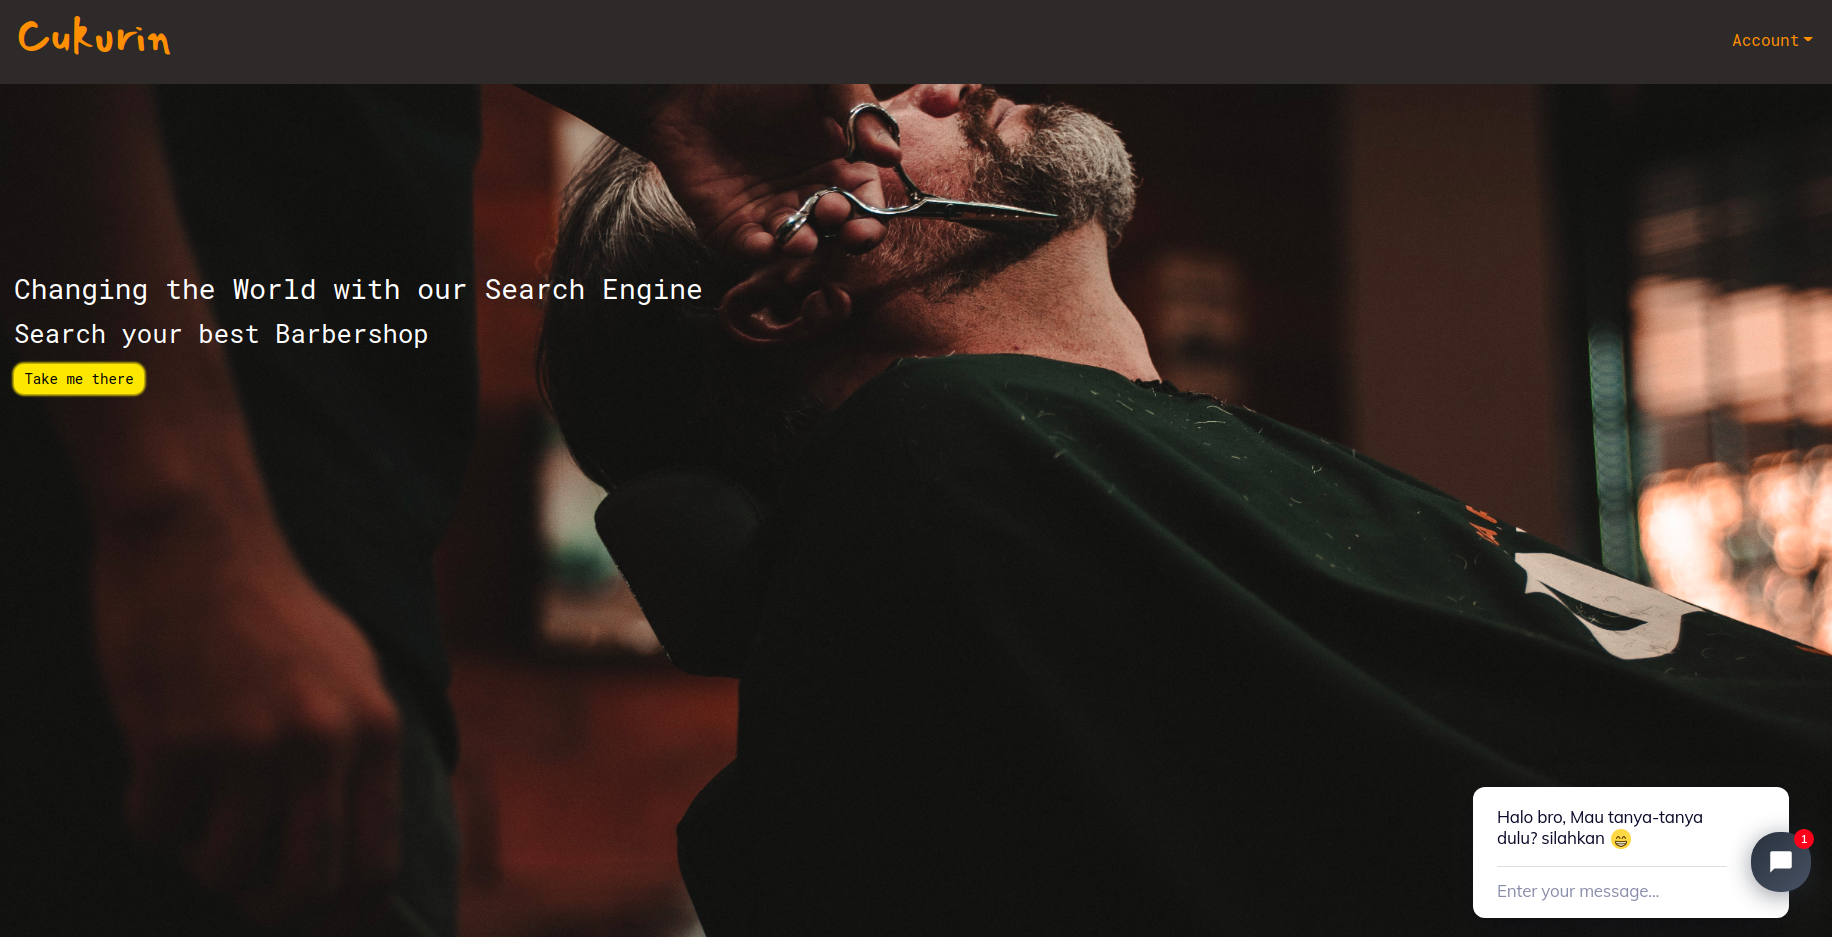 Cukurin
Account
Changing the World with our Search Engine
Search your best Barbershop
Take me there
Halo bro, Mau tanya-tanya
dulu? silahkan 😄
1
Enter your message...